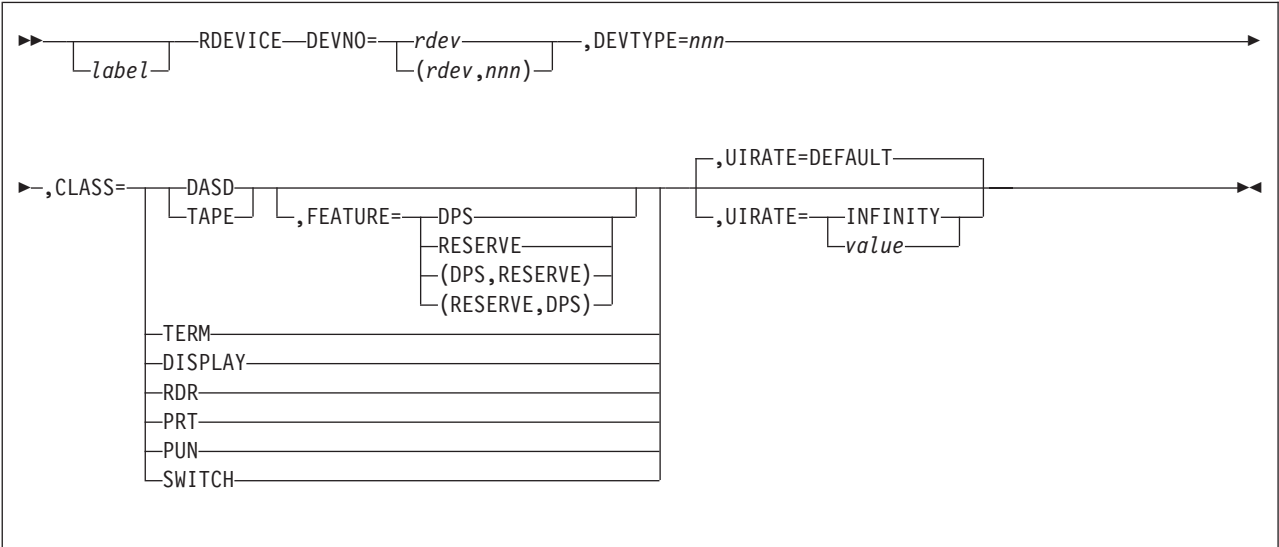 RDEVICE DEVNO= rdev ,DEVTYPE=nnn
label (rdev,nnn)
,UIRATE=DEFAULT
,CLASS= DASD
TAPE ,FEATURE= DPS ,UIRATE= INFINITY
RESERVE value
(DPS,RESERVE)
(RESERVE,DPS)
TERM
DISPLAY
RDR
PRT
PUN
SWITCH